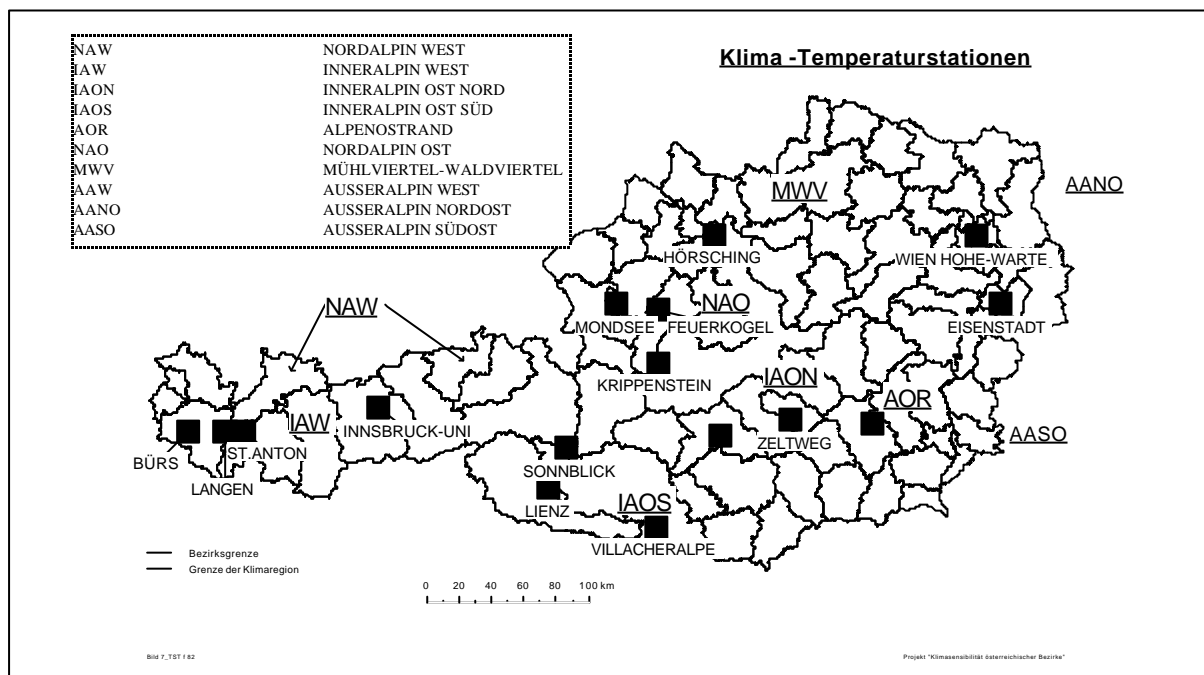 Klima -Temperaturstationen
NAW NORDALPIN WEST
IAW INNERALPIN WEST
IAON INNERALPIN OST NORD
IAOS INNERALPIN OST SÜD
AOR ALPENOSTRAND
NAO NORDALPIN OST
MWV MÜHLVIERTEL-WALDVIERTEL
AAW AUSSERALPIN WEST
AANO AUSSERALPIN NORDOST
AASO AUSSERALPIN SÜDOST
MWV
AANO
HÖRSCHING
WIEN HOHE-WARTE
NAW
NAO
MONDSEE
FEUERKOGEL
EISENSTADT
KRIPPENSTEIN
IAON
AOR
IAW
INNSBRUCK-UNI
ZELTWEG
AASO
ST.ANTON
BÜRS
LANGEN
SONNBLICK
LIENZ
IAOS
VILLACHERALPE
Bezirksgrenze
Grenze der Klimaregion
0 20 40 60 80 100 km
Bild 7_TST f 82
Projekt "Klimasensibilität österreichischer Bezirke"